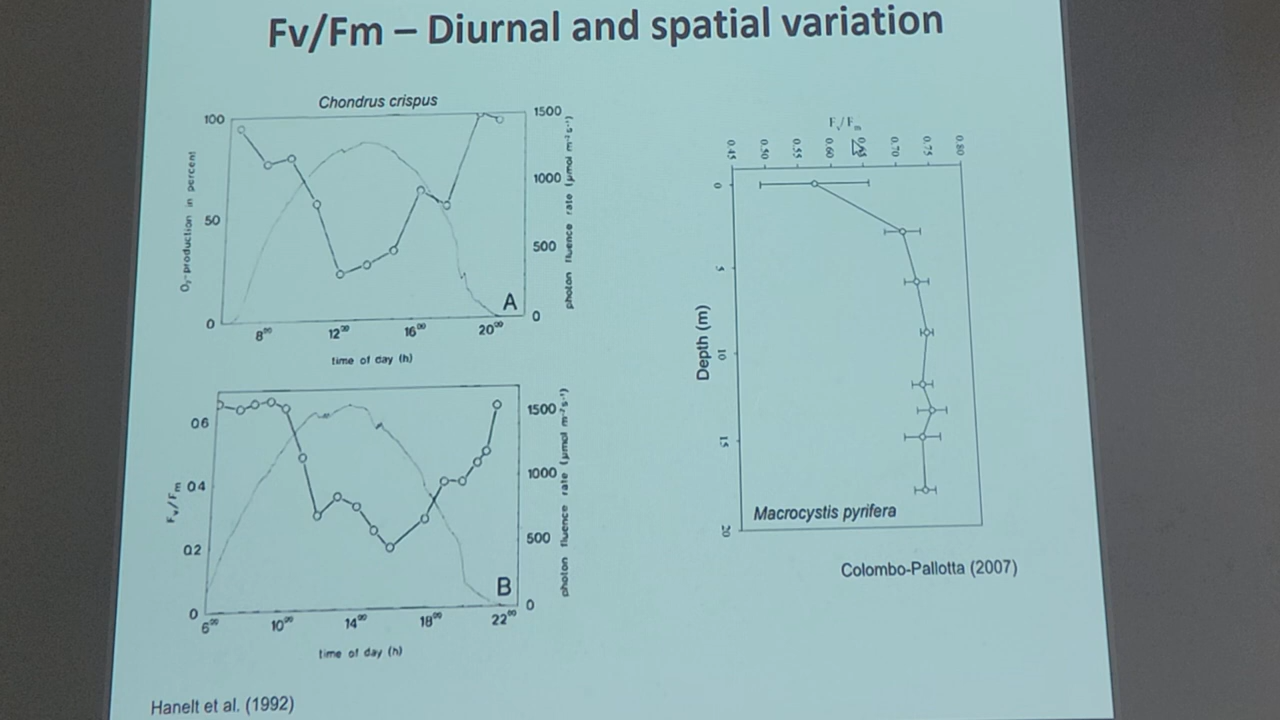 Fv/Fm – Diurnal and spatial variation
Chondrus crispus
100
50
0
O₂-production in percent
8⁰⁰ 12⁰⁰ 16⁰⁰ 20⁰⁰
time of day (h)
1500
1000
500
0
photon fluence rate (µmol m⁻²s⁻¹)
A
0.6
0.4
0.2
0
Fv/Fm
6⁰⁰ 10⁰⁰ 14⁰⁰ 18⁰⁰ 22⁰⁰
time of day (h)
1500
1000
500
0
photon fluence rate (µmol m⁻²s⁻¹)
B
Hanelt et al. (1992)
Fv/Fm
0.45 0.50 0.55 0.60 0.65 0.70 0.75 0.80
0
5
10
15
20
Depth (m)
Macrocystis pyrifera
Colombo-Pallotta (2007)